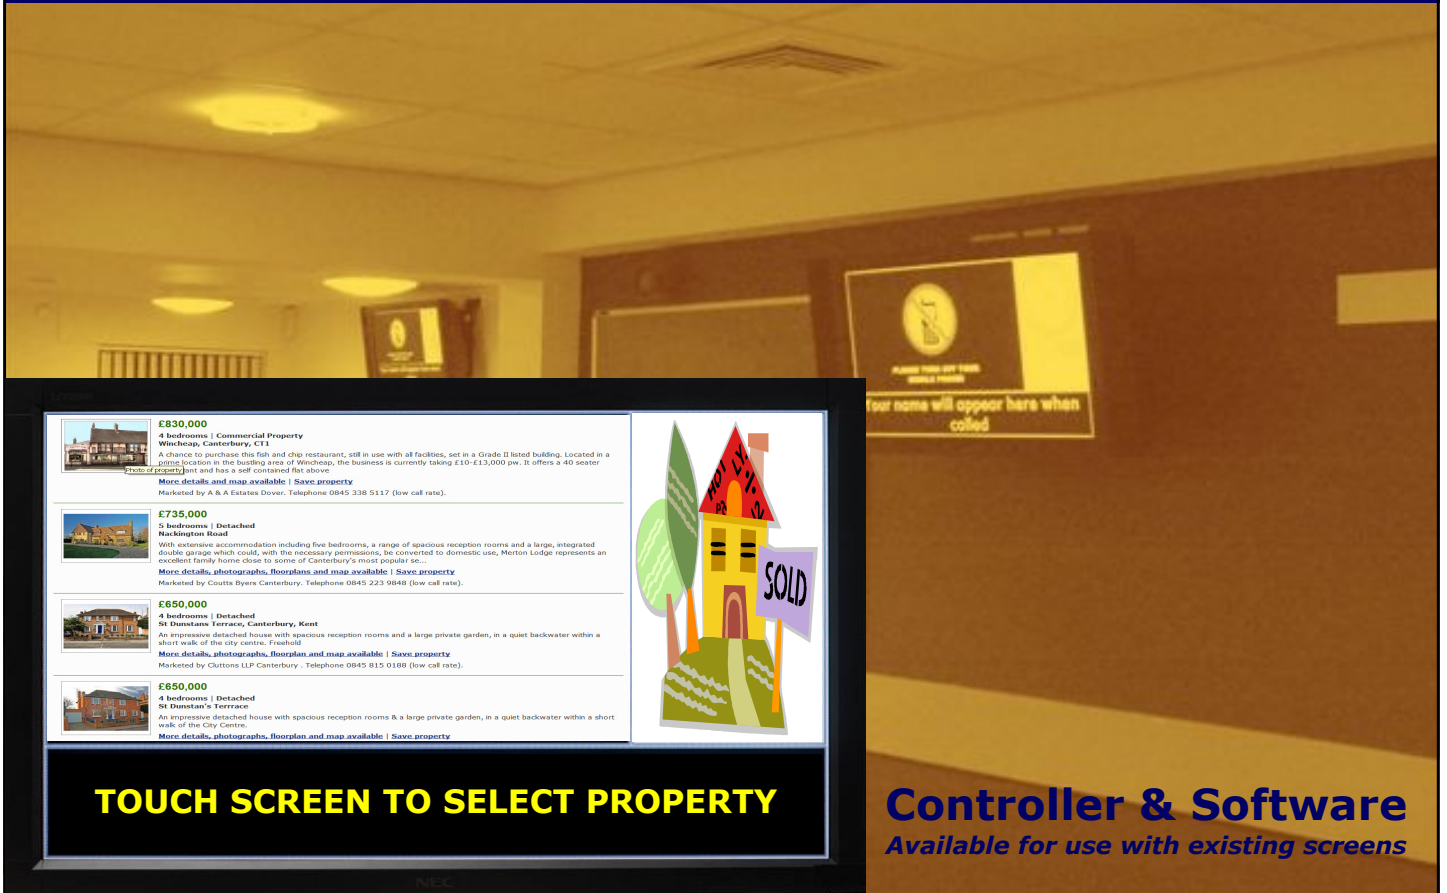 PLEASE TURN OFF YOUR
MOBILE PHONES
Your name will appear here when
called
£830,000
4 bedrooms | Commercial Property
Wincheap, Canterbury, CT1
A chance to purchase this fish and chip restaurant, still in use with all facilities, set in a Grade II listed building. Located in a
prime location in the bustling area of Wincheap, the business is currently taking £10-£13,000 pw. It offers a 40 seater
Photo of property
ant and has a self contained flat above
More details and map available | Save property
Marketed by A & A Estates Dover. Telephone 0845 338 5117 (low call rate).
£735,000
5 bedrooms | Detached
Nackington Road
With extensive accommodation including five bedrooms, a range of spacious reception rooms and a large, integrated
double garage which could, with the necessary permissions, be converted to domestic use, Merton Lodge represents an
excellent family home close to some of Canterbury's most popular se...
More details, photographs, floorplans and map available | Save property
Marketed by Coutts Byers Canterbury. Telephone 0845 223 9848 (low call rate).
£650,000
4 bedrooms | Detached
St Dunstans Terrace, Canterbury, Kent
An impressive detached house with spacious reception rooms and a large private garden, in a quiet backwater within a
short walk of the city centre. Freehold
More details, photographs, floorplan and map available | Save property
Marketed by Cluttons LLP Canterbury . Telephone 0845 815 0188 (low call rate).
£650,000
4 bedrooms | Detached
St Dunstan's Terrrace
An impressive detached house with spacious reception rooms & a large private garden, in a quiet backwater within a short
walk of the City Centre.
More details, photographs, floorplan and map available | Save property
SOLD
TOUCH SCREEN TO SELECT PROPERTY
NEC
Controller & Software
Available for use with existing screens